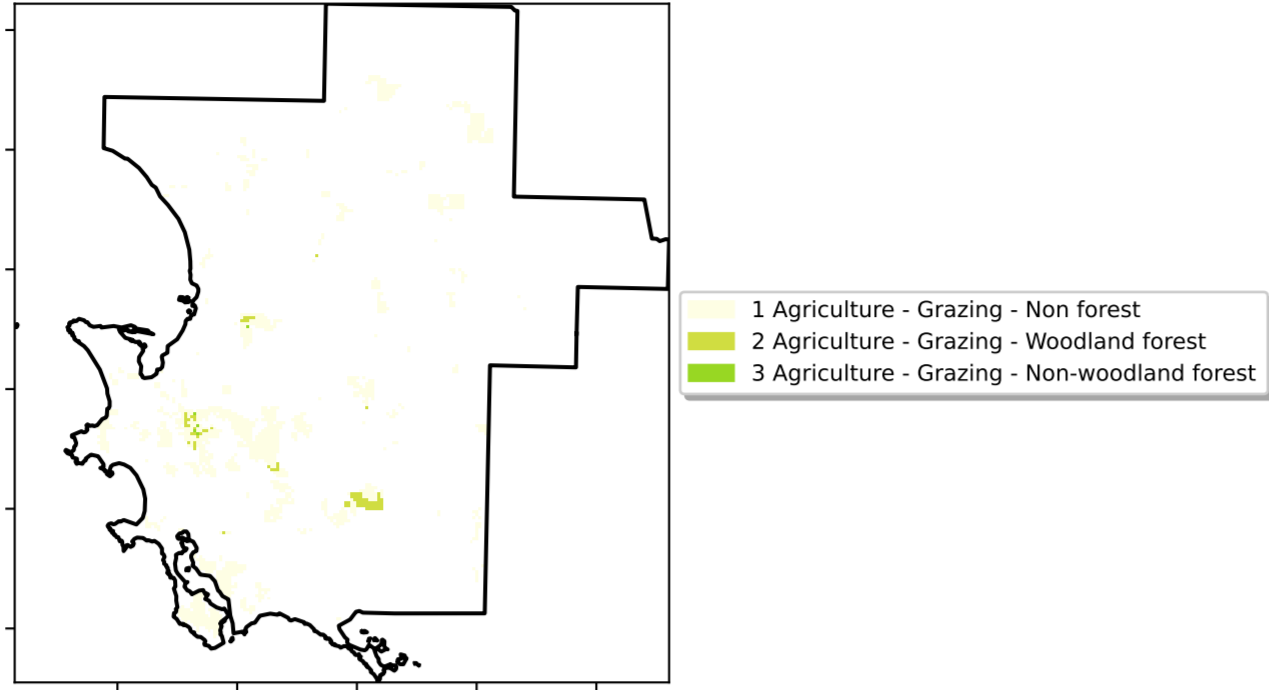 1 Agriculture - Grazing - Non forest
2 Agriculture - Grazing - Woodland forest
3 Agriculture - Grazing - Non-woodland forest